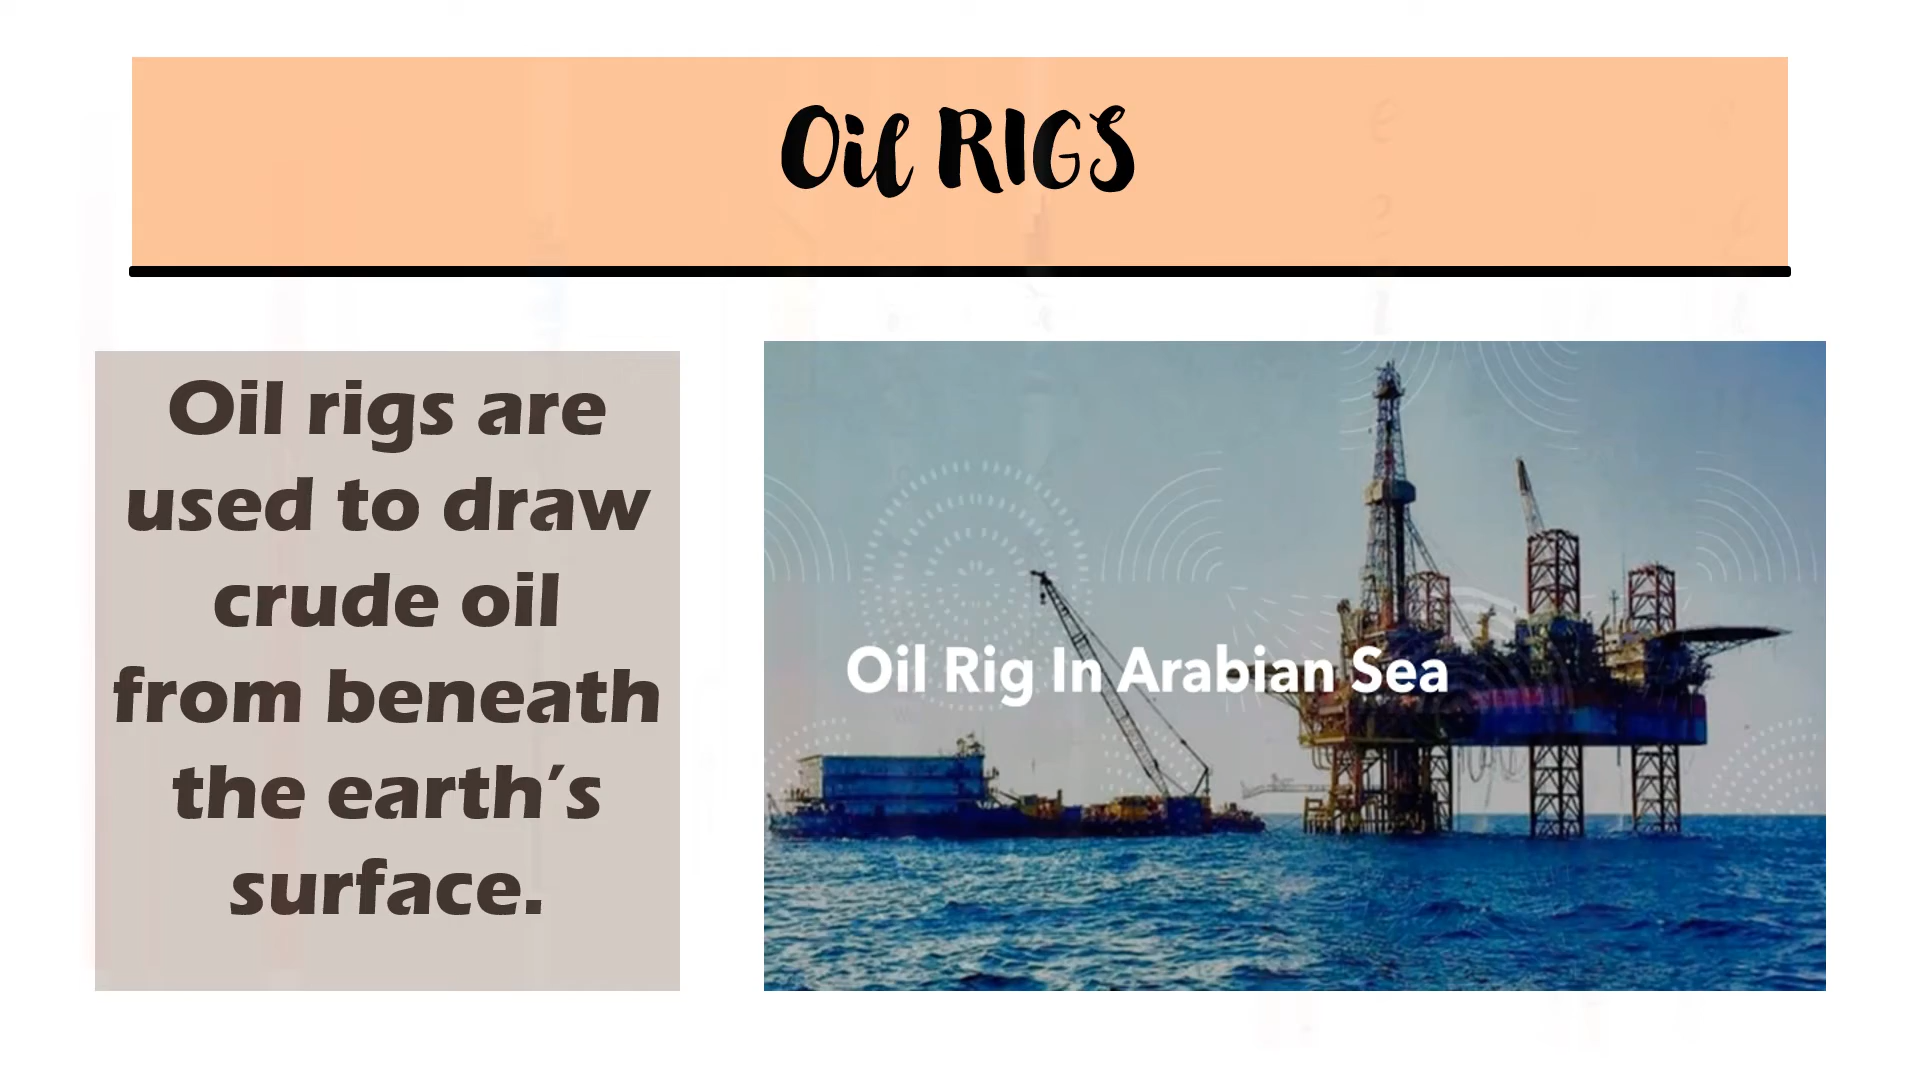 Oil RIGS
Oil rigs are
used to draw
crude oil
from beneath
the earth’s
surface.
Oil Rig In Arabian Sea